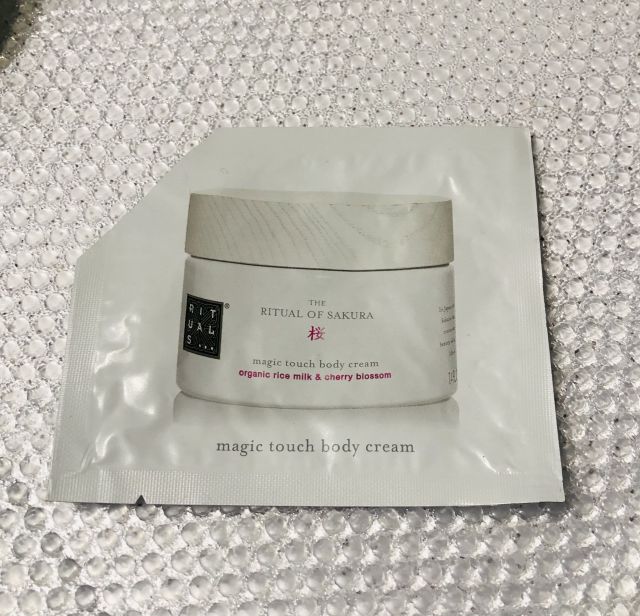 RIT
UAL
S...
®
THE
RITUAL OF SAKURA
桜
magic touch body cream
organic rice milk & cherry blossom
magic touch body cream